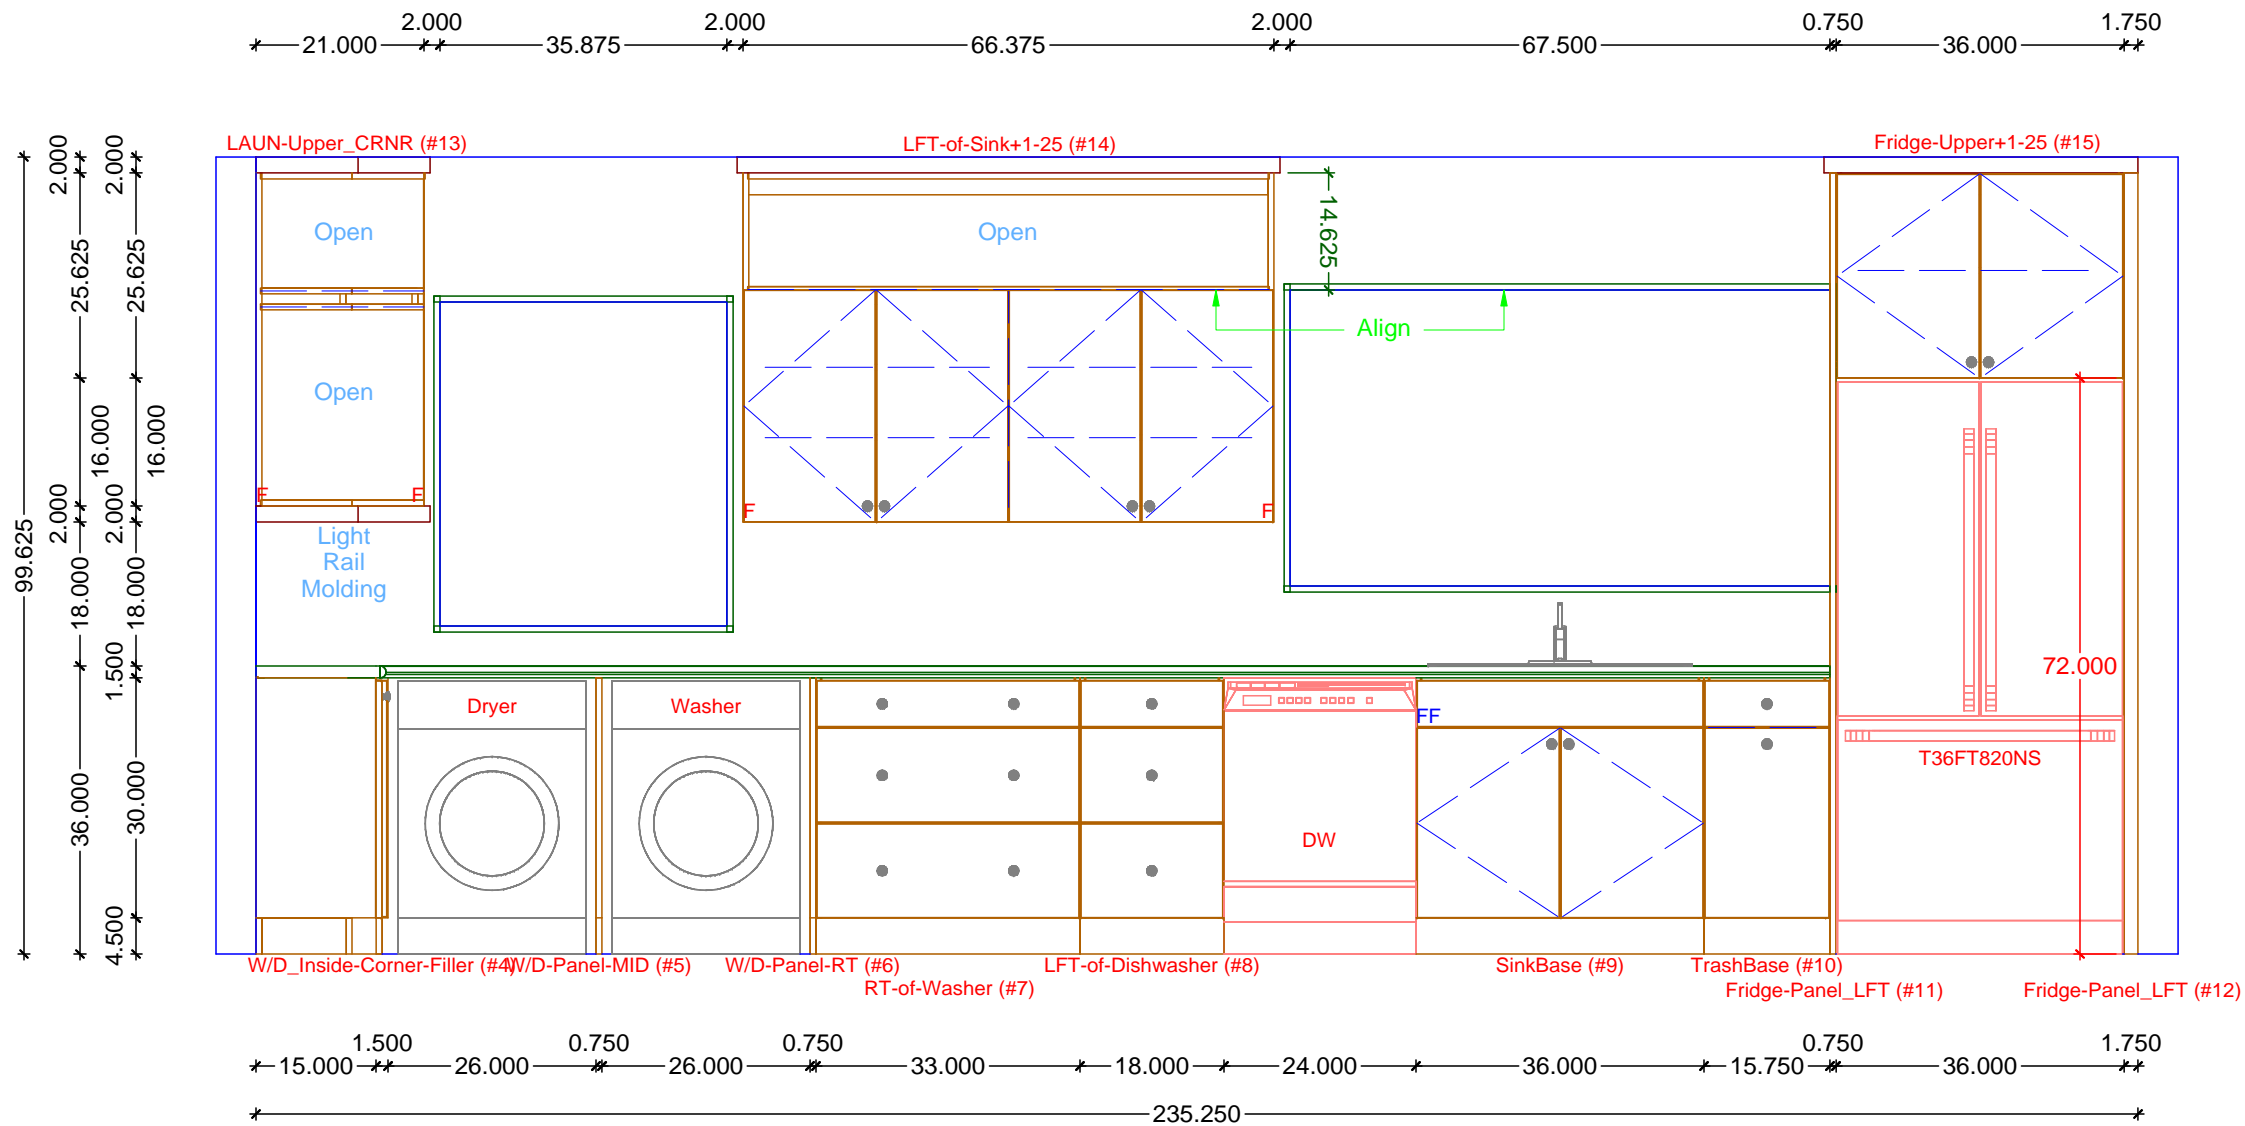 2.000 2.000 2.000 0.750 1.750
21.000 35.875 66.375 67.500 36.000
LAUN-Upper_CRNR (#13) LFT-of-Sink+1-25 (#14) Fridge-Upper+1-25 (#15)
2.000 2.000
Open Open 14.625
25.625 25.625
Align
Open
16.000 16.000
F F F F
2.000 2.000
Light
Rail
Molding
99.625
18.000 18.000
1.500
72.000
Dryer Washer
FF
T36FT820NS
36.000 30.000
DW
4.500
W/D_Inside-Corner-Filler (#4) W/D-Panel-MID (#5) W/D-Panel-RT (#6) LFT-of-Dishwasher (#8) SinkBase (#9) TrashBase (#10)
RT-of-Washer (#7) Fridge-Panel_LFT (#11) Fridge-Panel_LFT (#12)
1.500 0.750 0.750 0.750 1.750
15.000 26.000 26.000 33.000 18.000 24.000 36.000 15.750 36.000
235.250